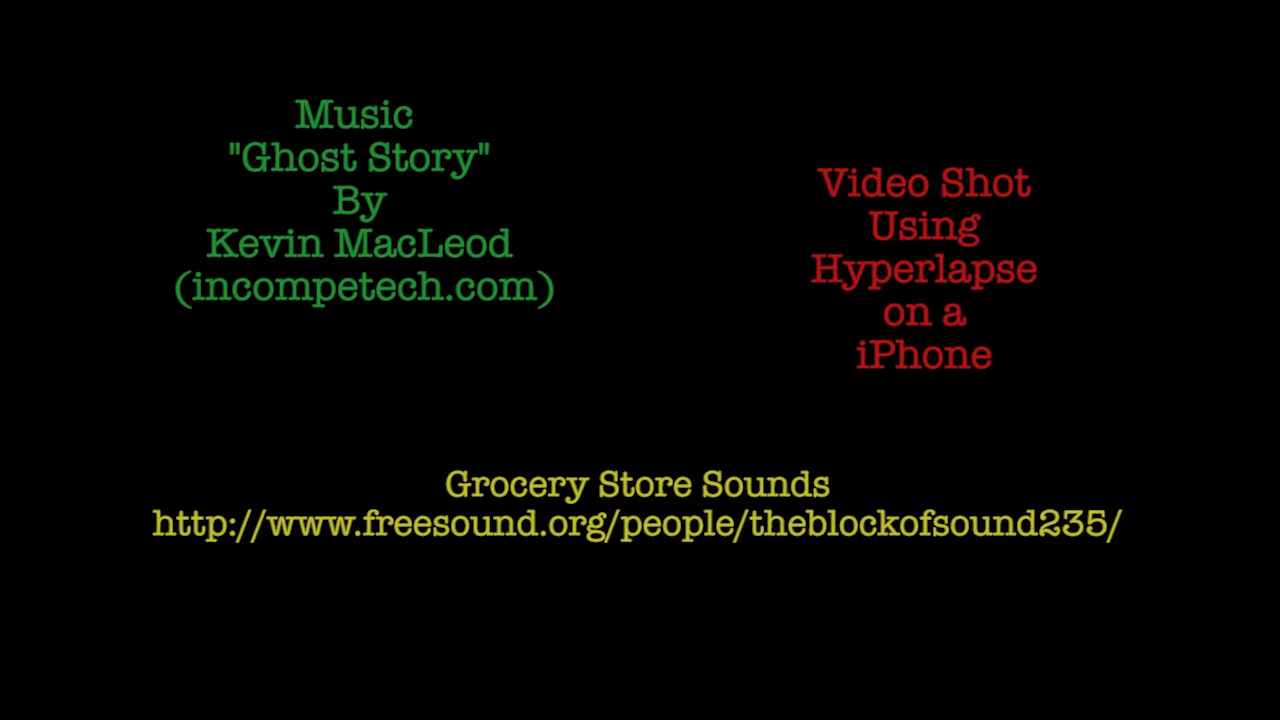 Music
"Ghost Story"
By
Kevin MacLeod
(incompetech.com)
Video Shot
Using
Hyperlapse
on a
iPhone
Grocery Store Sounds
http://www.freesound.org/people/theblockofsound235/